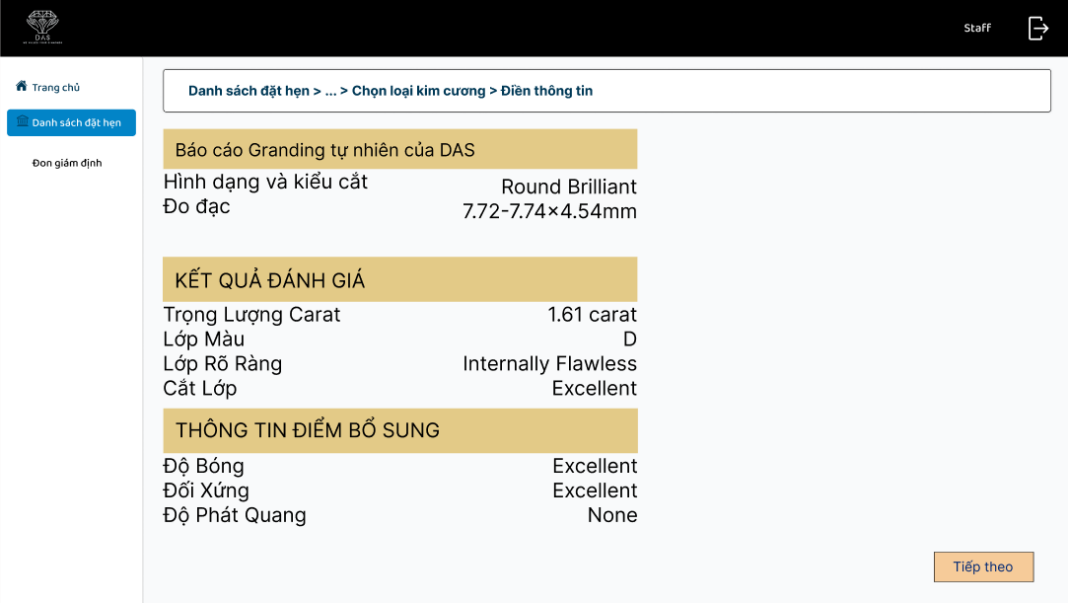 DAS
Staff
Trang chủ
Danh sách đặt hẹn
Đơn giám định
Danh sách đặt hẹn > ... > Chọn loại kim cương > Điền thông tin
Báo cáo Granding tự nhiên của DAS
Hình dạng và kiểu cắt Round Brilliant
Đo đạc 7.72-7.74×4.54mm
KẾT QUẢ ĐÁNH GIÁ
Trọng Lượng Carat 1.61 carat
Lớp Màu D
Lớp Rõ Ràng Internally Flawless
Cắt Lớp Excellent
THÔNG TIN ĐIỂM BỔ SUNG
Độ Bóng Excellent
Đối Xứng Excellent
Độ Phát Quang None
Tiếp theo